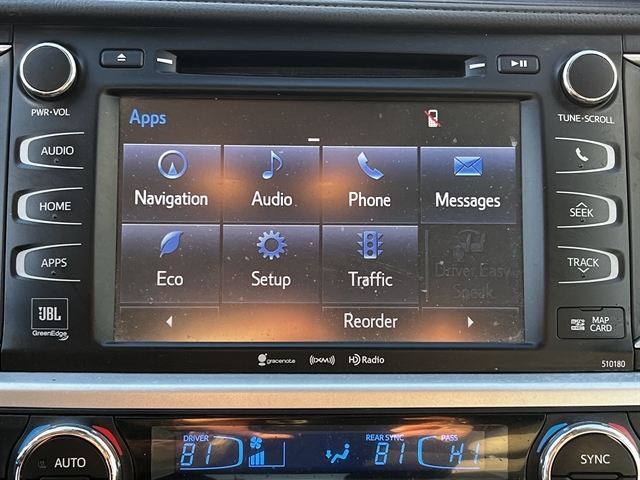 PWR•VOL
TUNE•SCROLL
AUDIO
HOME
APPS
Apps
Navigation Audio Phone Messages
Eco Setup Traffic Driver Easy
Speak
Reorder
SEEK
TRACK
JBL
GreenEdge
MAP
CARD
gracenote ((XM)) HD Radio
510180
DRIVER REAR SYNC PASS
81 81 HI
AUTO
SYNC